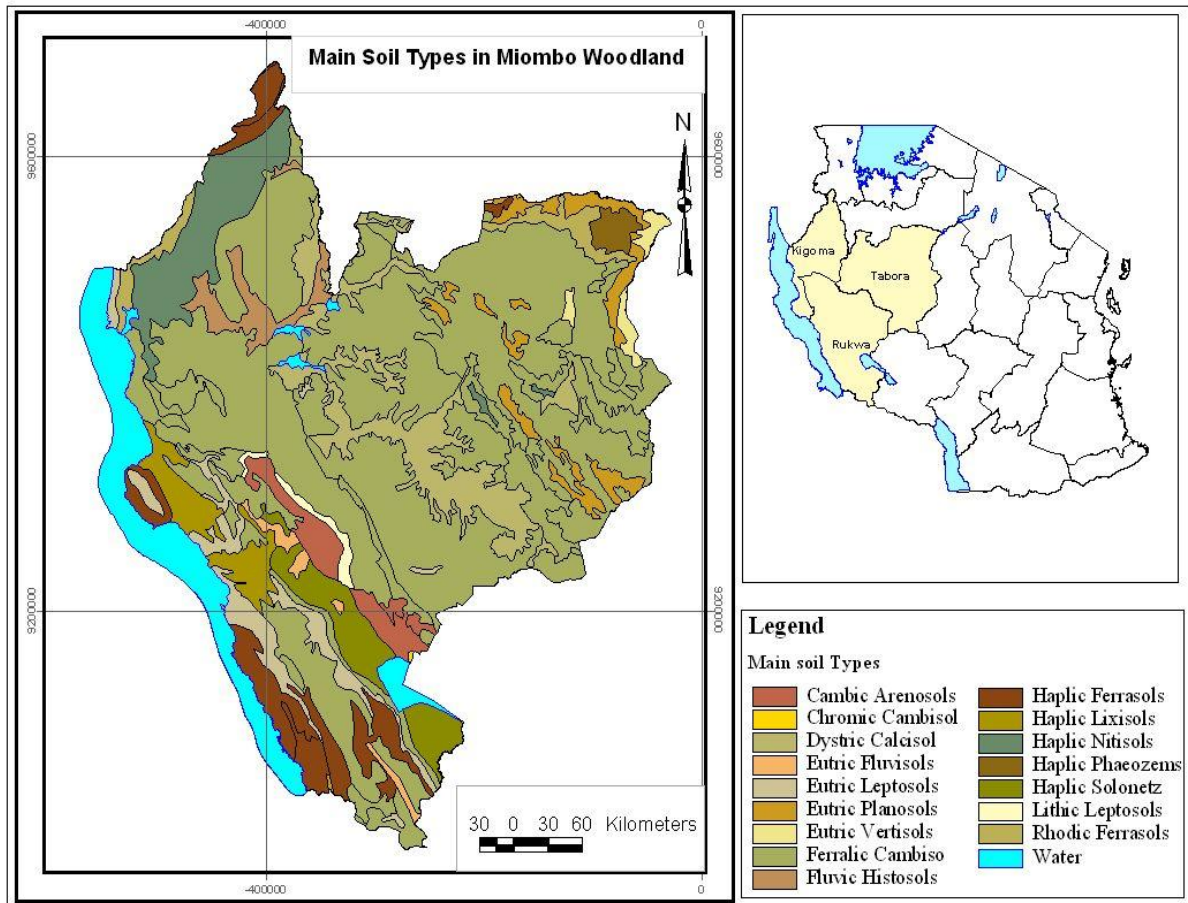 -400000
0
Main Soil Types in Miombo Woodland
N
9600000
9600000
9200000
9200000
30 0 30 60 Kilometers
-400000
0
Kigoma
Tabora
Rukwa
Legend
Main soil Types
Cambic Arenosols
Chromic Cambisol
Dystric Calcisol
Eutric Fluvisols
Eutric Leptosols
Eutric Planosols
Eutric Vertisols
Ferralic Cambiso
Fluvic Histosols
Haplic Ferrasols
Haplic Lixisols
Haplic Nitisols
Haplic Phaeozems
Haplic Solonetz
Lithic Leptosols
Rhodic Ferrasols
Water